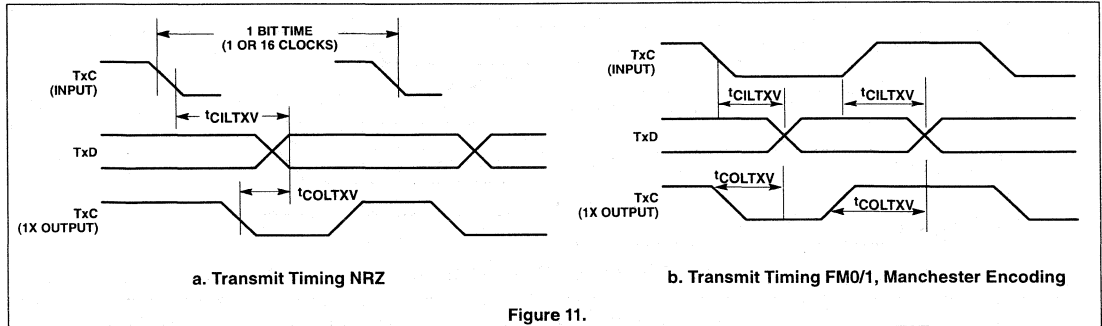 1 BIT TIME
(1 OR 16 CLOCKS)
TxC
(INPUT)
tCILTXV
TxD
tCOLTXV
TxC
(1X OUTPUT)
a. Transmit Timing NRZ
TxC
(INPUT)
tCILTXV tCILTXV
TxD
tCOLTXV
tCOLTXV
TxC
(1X OUTPUT)
b. Transmit Timing FM0/1, Manchester Encoding
Figure 11.